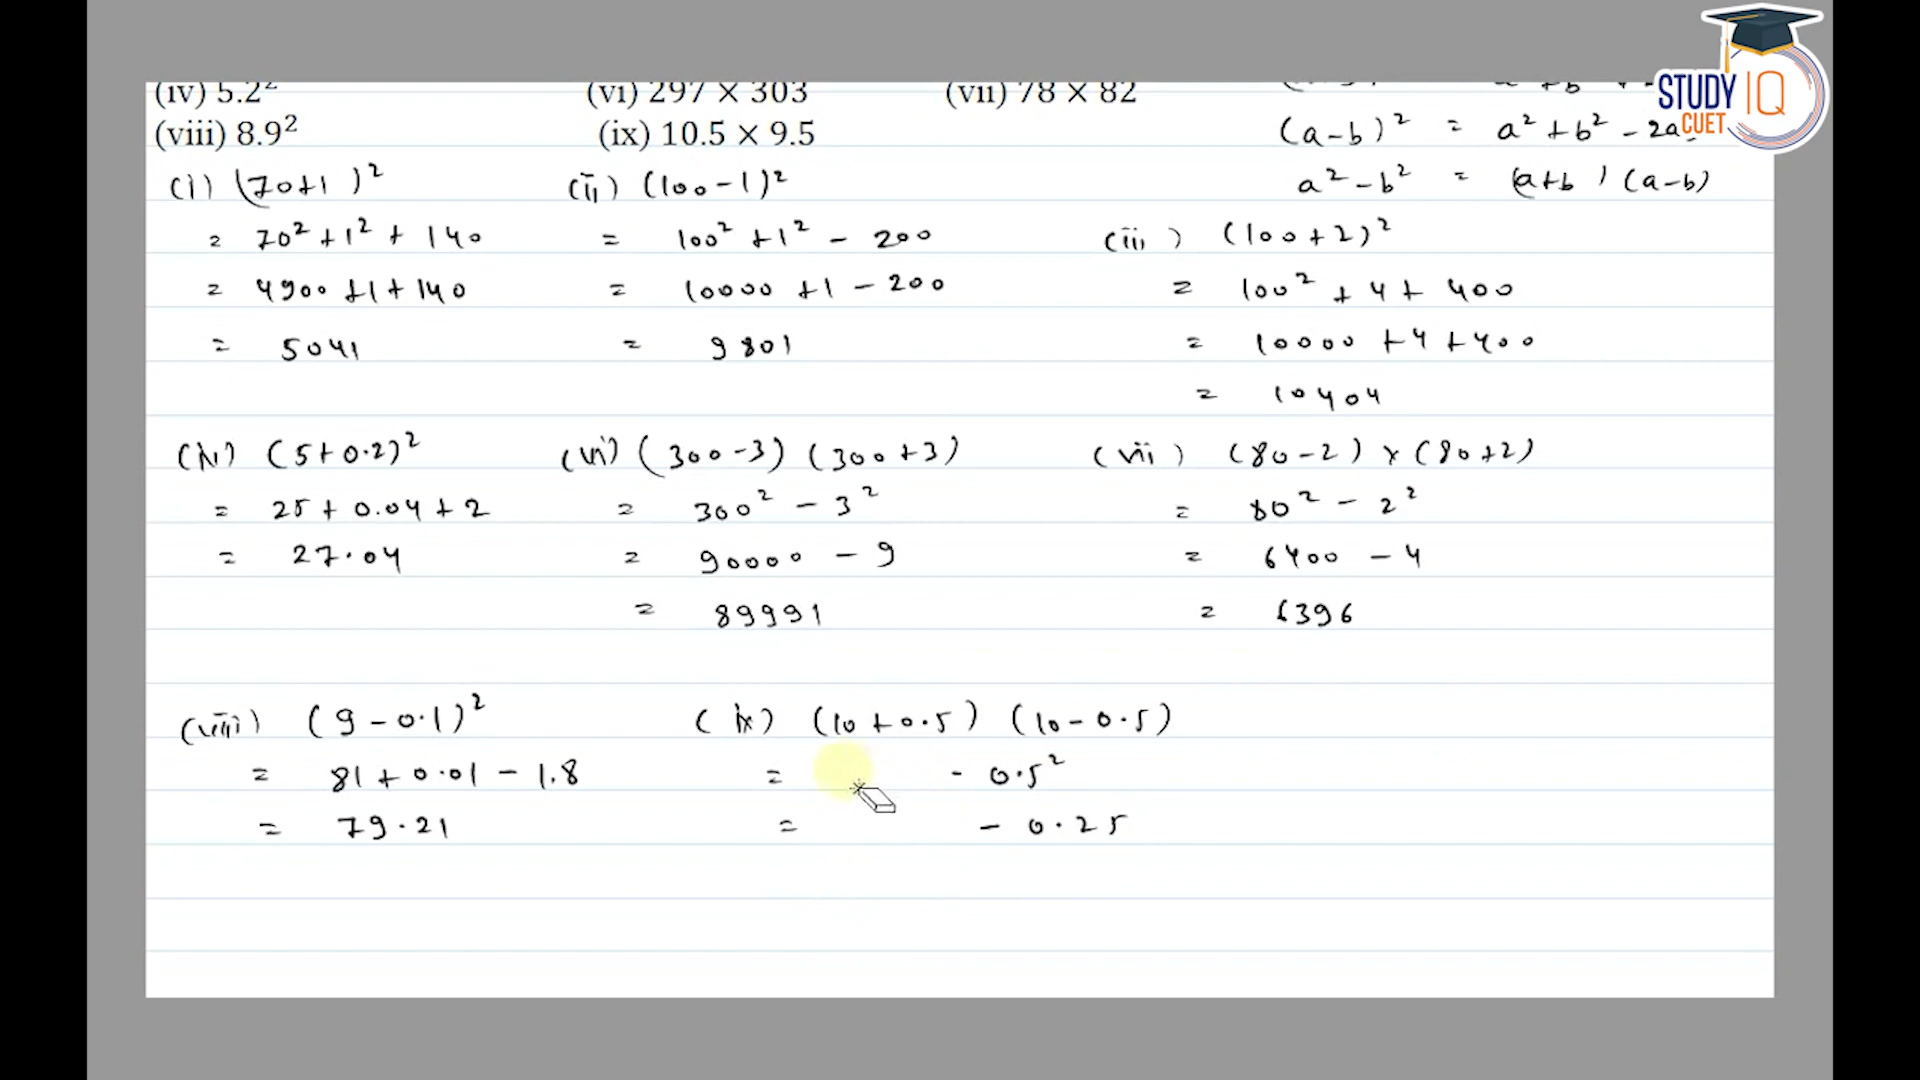 (iv) 5.2² (vi) 297 × 303 (vii) 78 × 82
STUDY IQ
CUET
(viii) 8.9² (ix) 10.5 × 9.5
(a-b)² = a² + b² - 2a
a² - b² = (a+b) (a-b)
(i) (70+1)²
= 70² + 1² + 140
= 4900 + 1 + 140
= 5041
(ii) (100-1)²
= 100² + 1² - 200
= 10000 + 1 - 200
= 9801
(iii) (100+2)²
= 100² + 4 + 400
= 10000 + 4 + 400
= 10404
(iv) (5+0.2)²
= 25 + 0.04 + 2
= 27.04
(vi) (300-3) (300+3)
= 300² - 3²
= 90000 - 9
= 89991
(vii) (80-2) × (80+2)
= 80² - 2²
= 6400 - 4
= 6396
(viii) (9-0.1)²
= 81 + 0.01 - 1.8
= 79.21
(ix) (10+0.5) (10-0.5)
= - 0.5²
= - 0.25